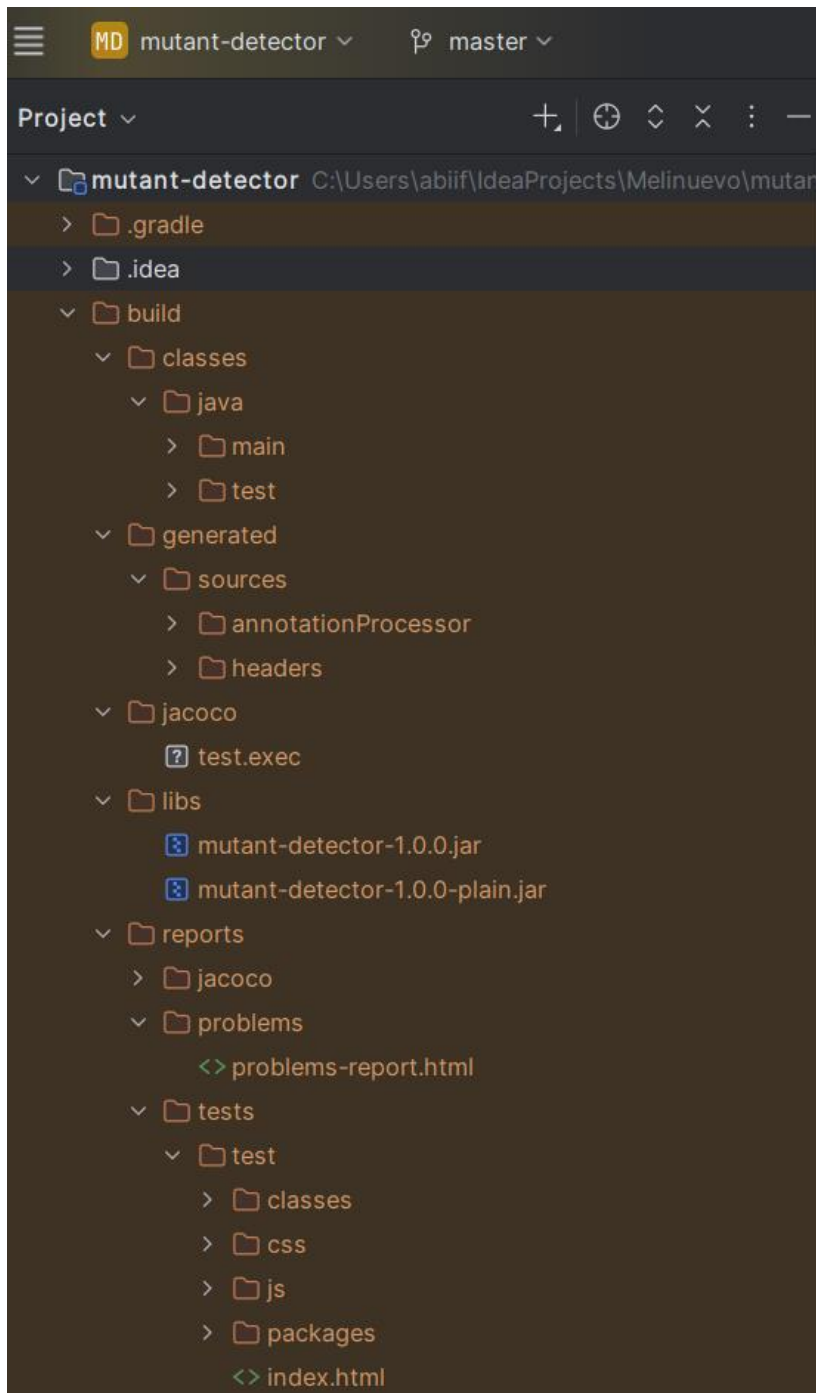 MD mutant-detector master
Project
mutant-detector C:\Users\abiif\IdeaProjects\Melinuevo\mutan
.gradle
.idea
build
classes
java
main
test
generated
sources
annotationProcessor
headers
jacoco
test.exec
libs
mutant-detector-1.0.0.jar
mutant-detector-1.0.0-plain.jar
reports
jacoco
problems
problems-report.html
tests
test
classes
css
js
packages
index.html